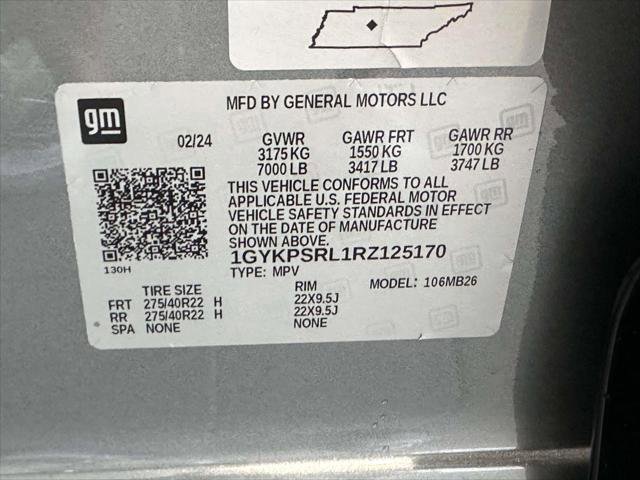 gm
MFD BY GENERAL MOTORS LLC
02/24 GVWR GAWR FRT GAWR RR
3175 KG 1550 KG 1700 KG
7000 LB 3417 LB 3747 LB
THIS VEHICLE CONFORMS TO ALL
APPLICABLE U.S. FEDERAL MOTOR
VEHICLE SAFETY STANDARDS IN EFFECT
ON THE DATE OF MANUFACTURE
SHOWN ABOVE.
1GYKPSRL1RZ125170
130H
TYPE: MPV MODEL: 106MB26
TIRE SIZE RIM
FRT 275/40R22 H 22X9.5J
RR 275/40R22 H 22X9.5J
SPA NONE NONE